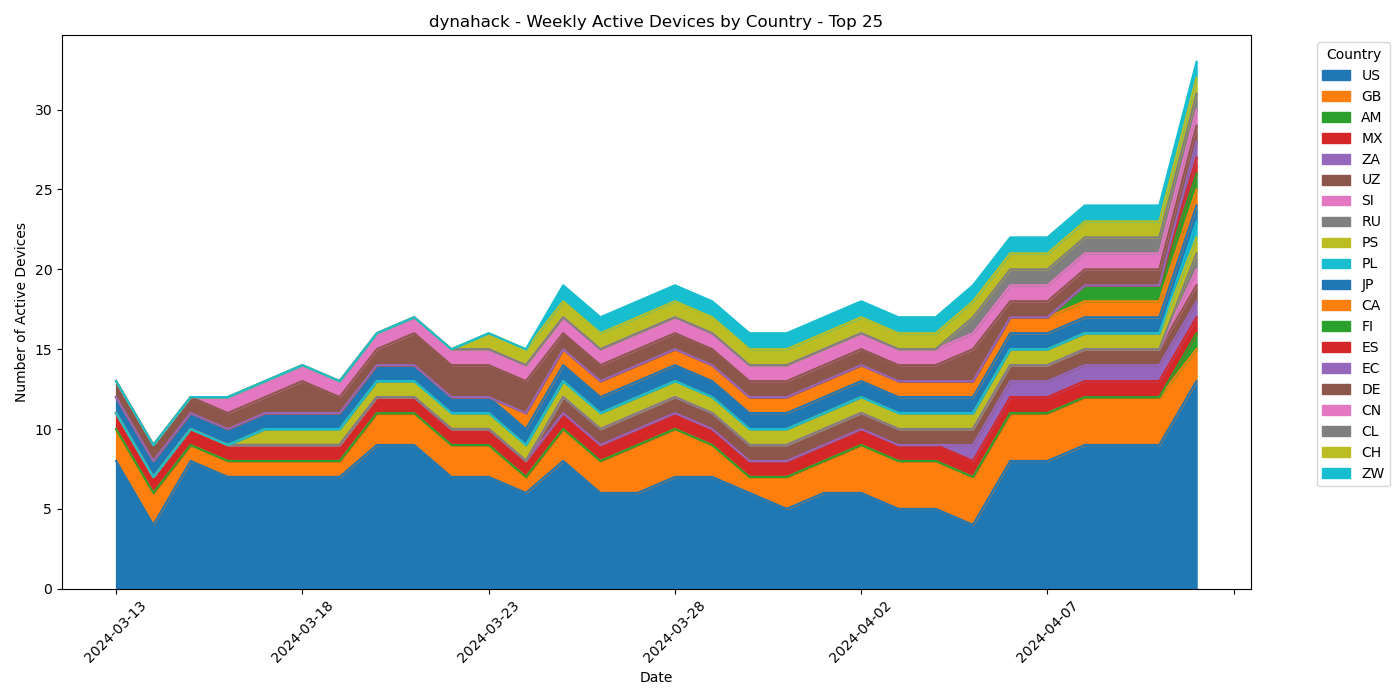 dynahack - Weekly Active Devices by Country - Top 25
Number of Active Devices
30
25
20
15
10
5
0
2024-03-13
2024-03-18
2024-03-23
2024-03-28
2024-04-02
2024-04-07
Date
Country
US
GB
AM
MX
ZA
UZ
SI
RU
PS
PL
JP
CA
FI
ES
EC
DE
CN
CL
CH
ZW